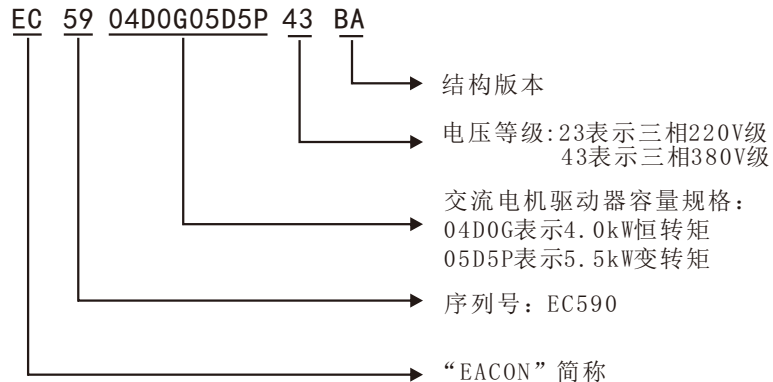 EC 59 04D0G05D5P 43 BA
结构版本
电压等级:23表示三相220V级
43表示三相380V级
交流电机驱动器容量规格：
04D0G表示4.0kW恒转矩
05D5P表示5.5kW变转矩
序列号：EC590
“EACON”简称